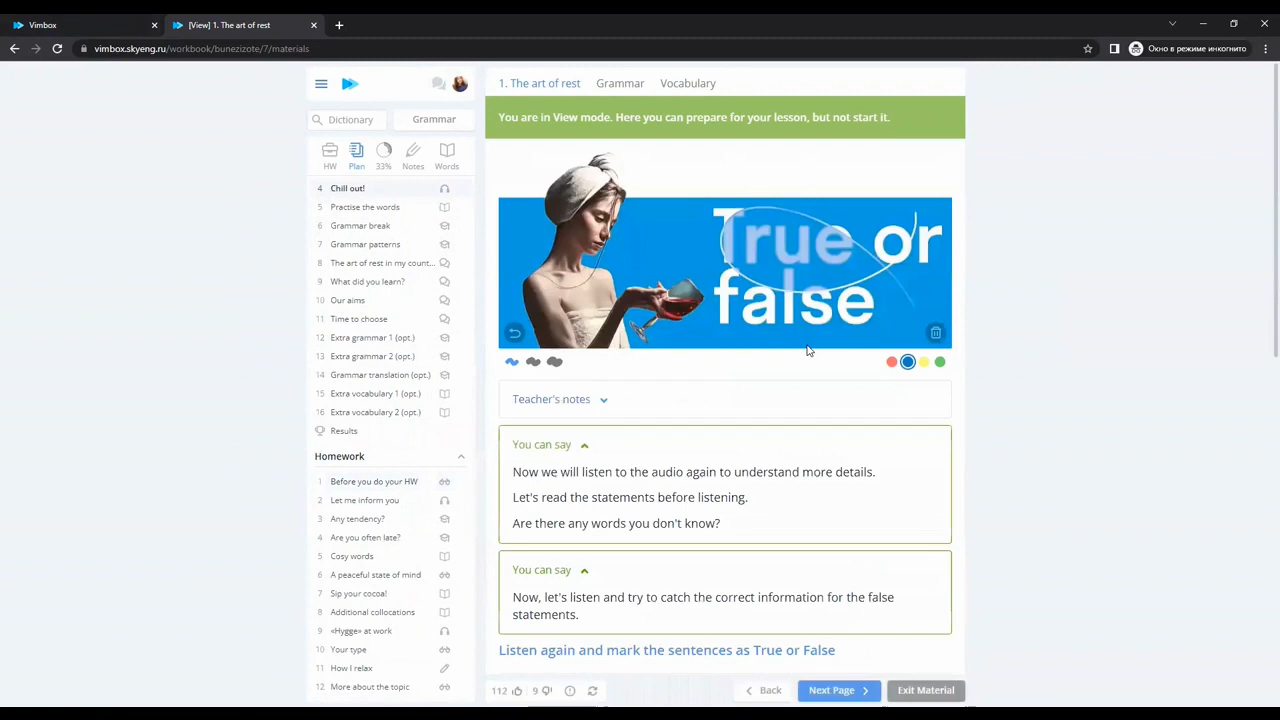 Vimbox
[View] 1. The art of rest
vimbox.skyeng.ru/workbook/bunezizote/7/materials
Окно в режиме инкогнито
Dictionary
Grammar
HW
Plan
33%
Notes
Words
4 Chill out!
5 Practise the words
6 Grammar break
7 Grammar patterns
8 The art of rest in my count...
9 What did you learn?
10 Our aims
11 Time to choose
12 Extra grammar 1 (opt.)
13 Extra grammar 2 (opt.)
14 Grammar translation (opt.)
15 Extra vocabulary 1 (opt.)
16 Extra vocabulary 2 (opt.)
Results
Homework
1 Before you do your HW
2 Let me inform you
3 Any tendency?
4 Are you often late?
5 Cosy words
6 A peaceful state of mind
7 Sip your cocoa!
8 Additional collocations
9 «Hygge» at work
10 Your type
11 How I relax
12 More about the topic
1. The art of rest Grammar Vocabulary
You are in View mode. Here you can prepare for your lesson, but not start it.
True or
false
Teacher's notes
You can say
Now we will listen to the audio again to understand more details.
Let's read the statements before listening.
Are there any words you don't know?
You can say
Now, let's listen and try to catch the correct information for the false
statements.
Listen again and mark the sentences as True or False
112
9
Back
Next Page
Exit Material